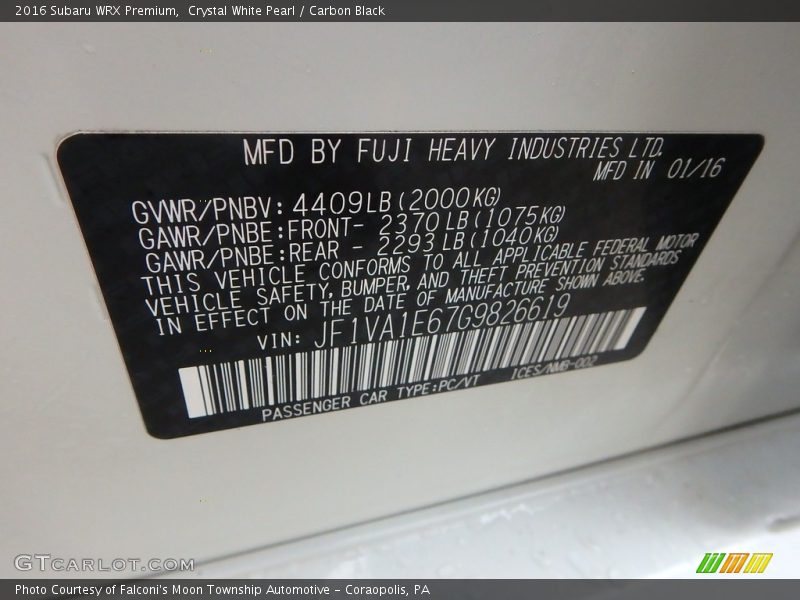 2016 Subaru WRX Premium,  Crystal White Pearl / Carbon Black
MFD BY FUJI HEAVY INDUSTRIES LTD.
MFD IN 01/16
GVWR/PNBV: 4409LB(2000KG)
GAWR/PNBE:FRONT- 2370LB(1075KG)
GAWR/PNBE:REAR - 2293LB(1040KG)
THIS VEHICLE CONFORMS TO ALL APPLICABLE FEDERAL MOTOR
VEHICLE SAFETY, BUMPER, AND THEFT PREVENTION STANDARDS
IN EFFECT ON THE DATE OF MANUFACTURE SHOWN ABOVE.
VIN: JF1VA1E67G9826619
PASSENGER CAR TYPE:PC/VT ICES/NMB-002
GTCARLOT.COM
Photo Courtesy of Falconi's Moon Township Automotive – Coraopolis, PA